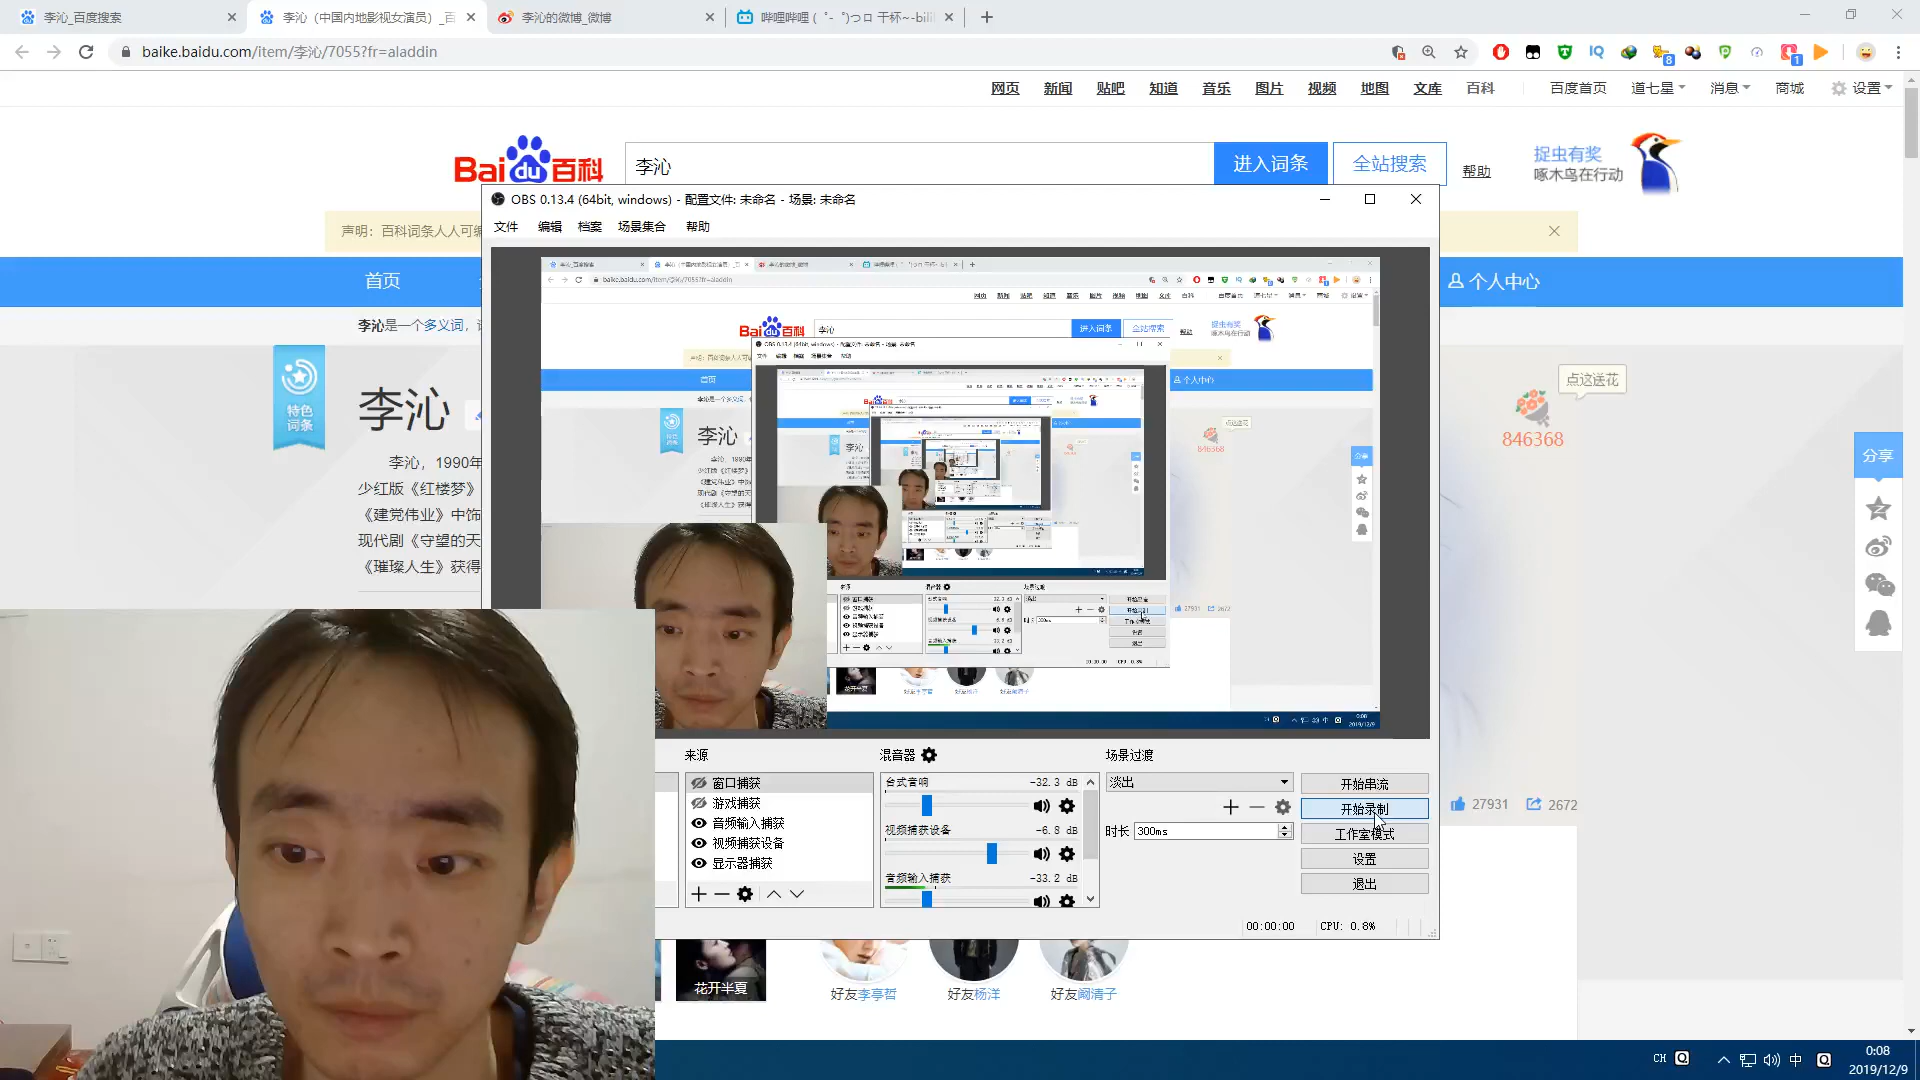 李沁_百度搜索
李沁（中国内地影视女演员）_百
李沁的微博_微博
哔哩哔哩 ( ゜- ゜)つロ 干杯~-bili
baike.baidu.com/item/李沁/7055?fr=aladdin
网页 新闻 贴吧 知道 音乐 图片 视频 地图 文库 百科 百度首页 道七星 消息 商城 设置
Bai du 百科
李沁
进入词条
全站搜索
帮助
捉虫有奖
啄木鸟在行动
声明：百科词条人人可编
首页
个人中心
李沁是一个多义词，
特色
词条
李沁
李沁，1990年
少红版《红楼梦》
《建党伟业》中饰
现代剧《守望的天
《璀璨人生》获得
点这送花
846368
分享
27931 2672
OBS 0.13.4 (64bit, windows) - 配置文件: 未命名 - 场景: 未命名
文件 编辑 档案 场景集合 帮助
来源
窗口捕获
游戏捕获
音频输入捕获
视频捕获设备
显示器捕获
混音器
台式音响 -32.3 dB
视频捕获设备 -6.8 dB
音频输入捕获 -33.2 dB
场景过渡
淡出
时长 300ms
开始串流
开始录制
工作室模式
设置
退出
00:00:00 CPU: 0.8%
花开半夏
好友李亭哲
好友杨洋
好友阚清子
CH
中
0:08
2019/12/9